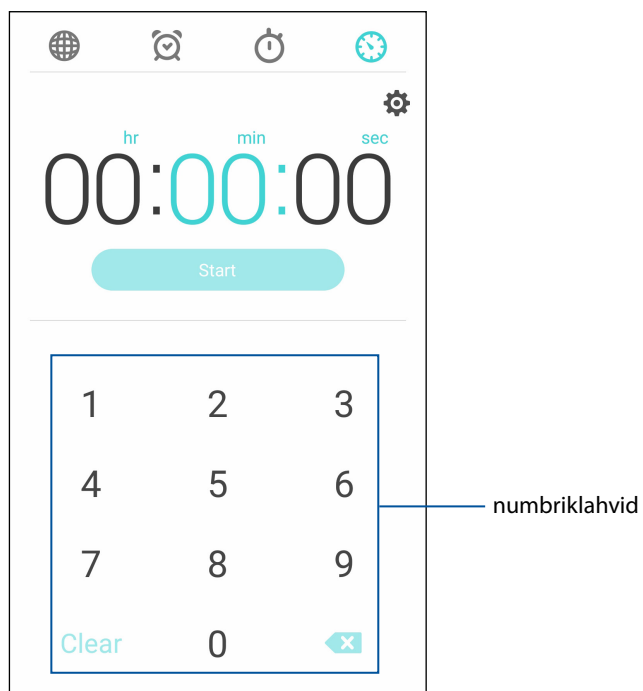 hr min sec
00:00:00
Start
1 2 3
4 5 6
numbriklahvid
7 8 9
Clear 0